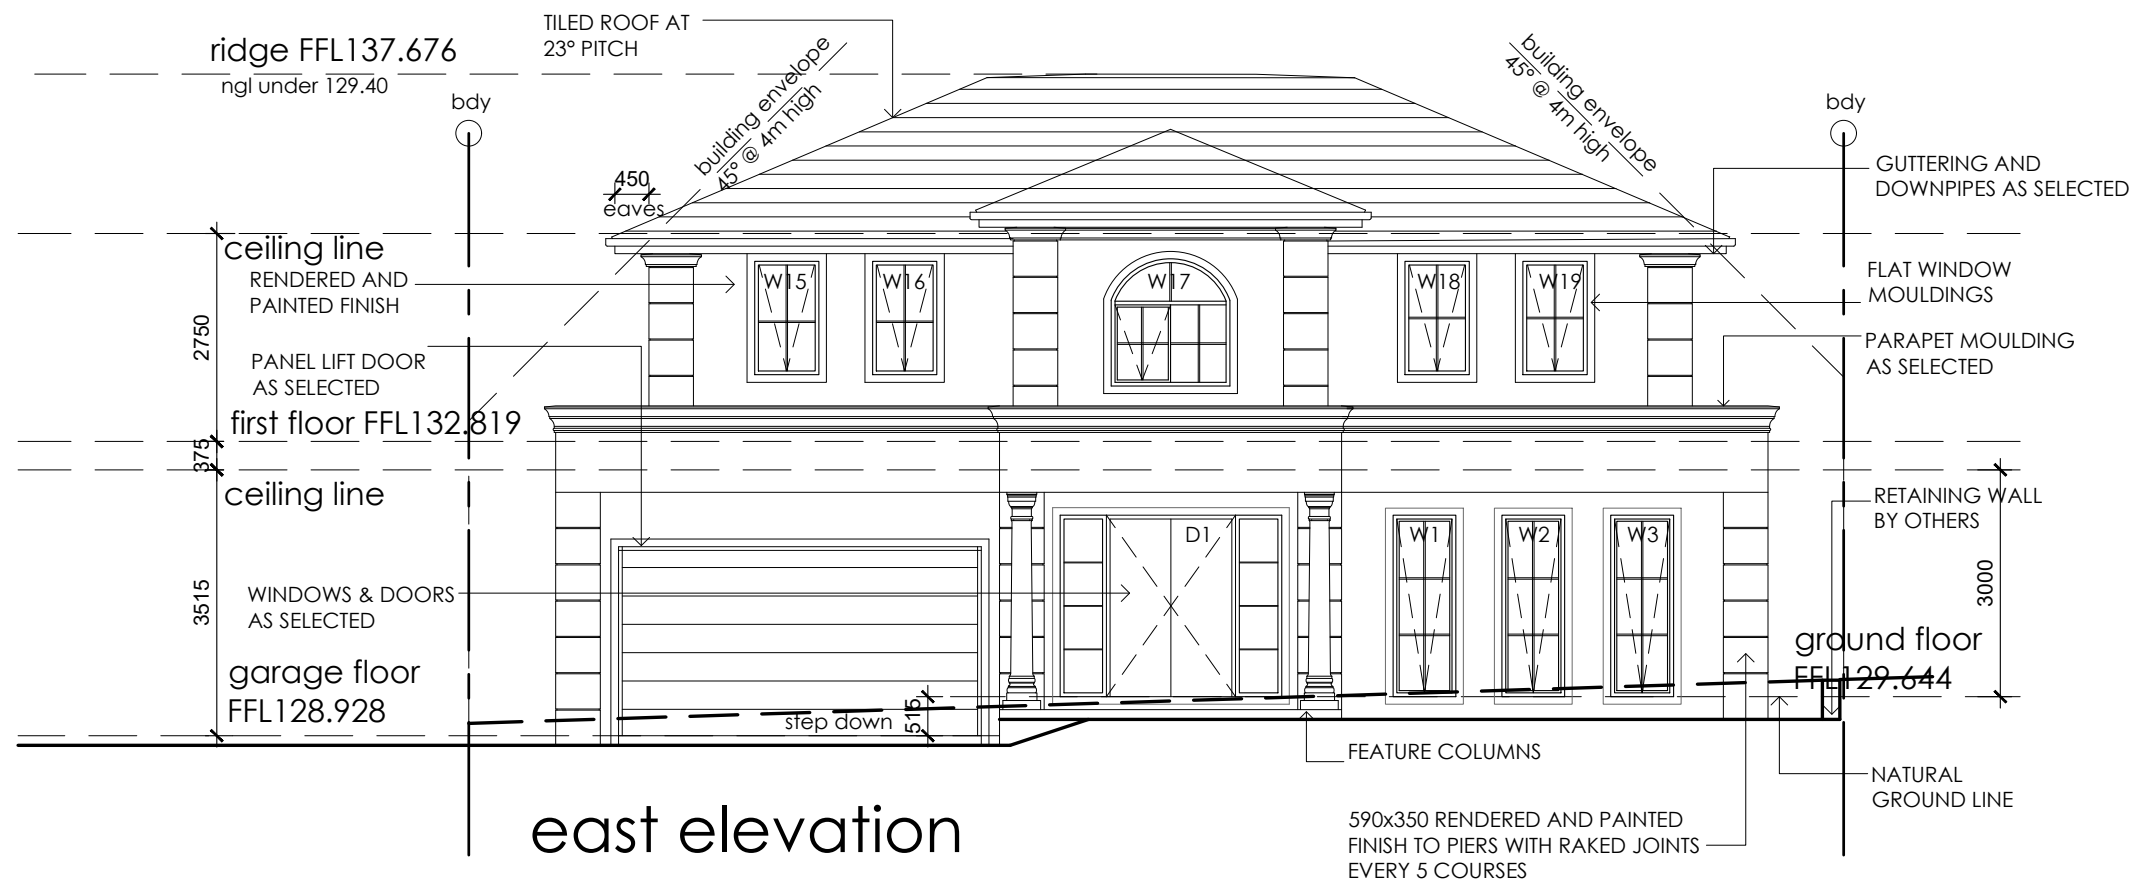 TILED ROOF AT
23° PITCH
ridge FFL137.676
ngl under 129.40
building envelope
45° @ 4m high
building envelope
45° @ 4m high
bdy
bdy
GUTTERING AND
DOWNPIPES AS SELECTED
450
eaves
ceiling line
RENDERED AND
PAINTED FINISH
W15
W16
W17
W18
W19
FLAT WINDOW
MOULDINGS
2750
PANEL LIFT DOOR
AS SELECTED
PARAPET MOULDING
AS SELECTED
first floor FFL132.819
375
ceiling line
RETAINING WALL
BY OTHERS
D1
W1
W2
W3
3515
WINDOWS & DOORS
AS SELECTED
3000
garage floor
FFL128.928
ground floor
FFL129.644
step down
515
FEATURE COLUMNS
NATURAL
GROUND LINE
east elevation
590x350 RENDERED AND PAINTED
FINISH TO PIERS WITH RAKED JOINTS
EVERY 5 COURSES